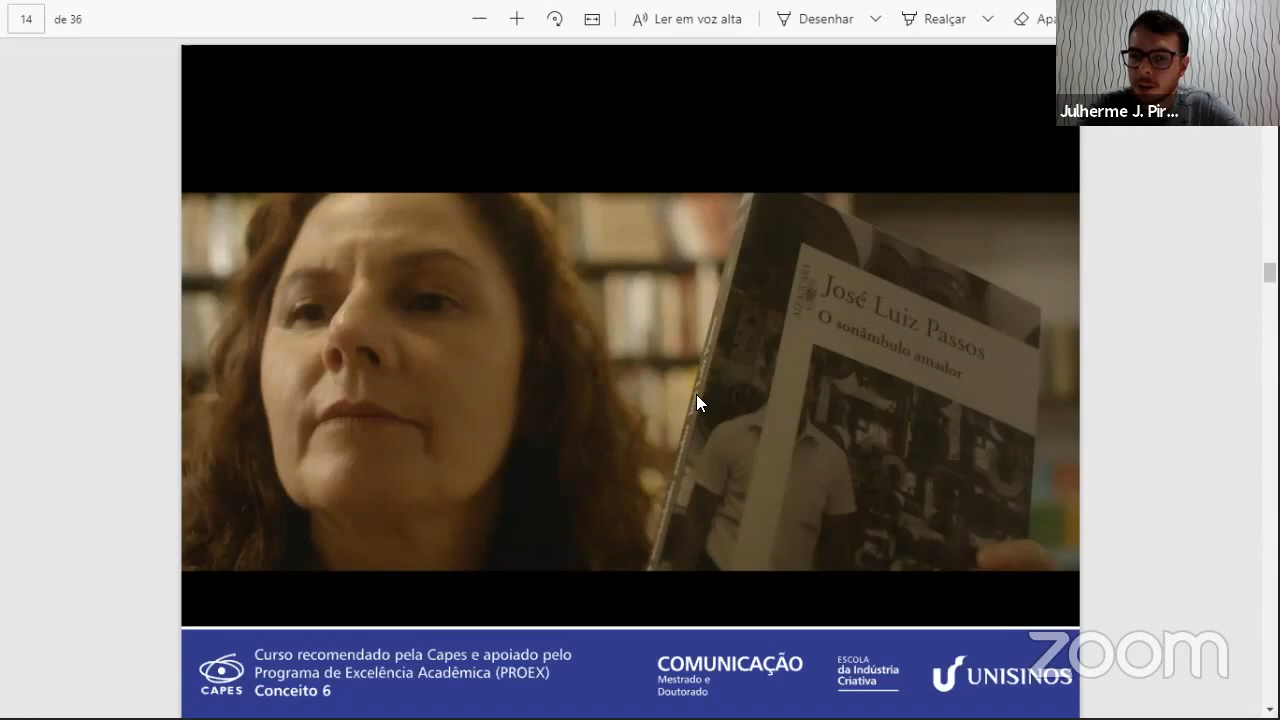 14 de 36
Ler em voz alta
Desenhar
Realçar
Julherme J. Pir...
ALFAGUARA
José Luiz Passos
O sonâmbulo amador
CAPES
Curso recomendado pela Capes e apoiado pelo
Programa de Excelência Acadêmica (PROEX)
Conceito 6
COMUNICAÇÃO
Mestrado e
Doutorado
ESCOLA
da Indústria
Criativa
UNISINOS
zoom